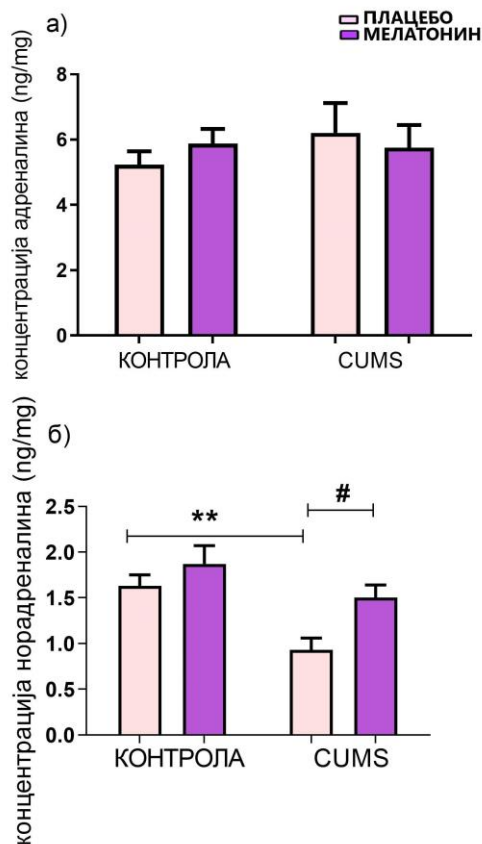 а)
ПЛАЦЕБО
МЕЛАТОНИН
концентрација адреналина (ng/mg)
8
6
4
2
0
КОНТРОЛА CUMS
б)
концентрација норадреналина (ng/mg)
2.5
2.0
1.5
1.0
0.5
0.0
** #
КОНТРОЛА CUMS